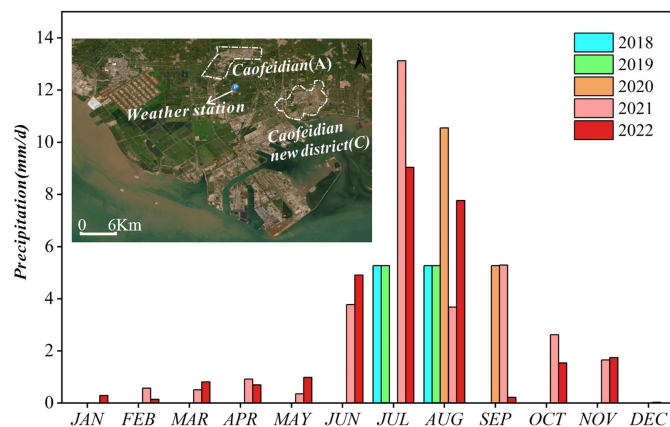 14
12
10
8
6
4
2
0
Precipitation(mm/d)
Caofeidian(A)
P
Weather station
Caofeidian
new district(C)
0 6Km
2018
2019
2020
2021
2022
JAN FEB MAR APR MAY JUN JUL AUG SEP OCT NOV DEC